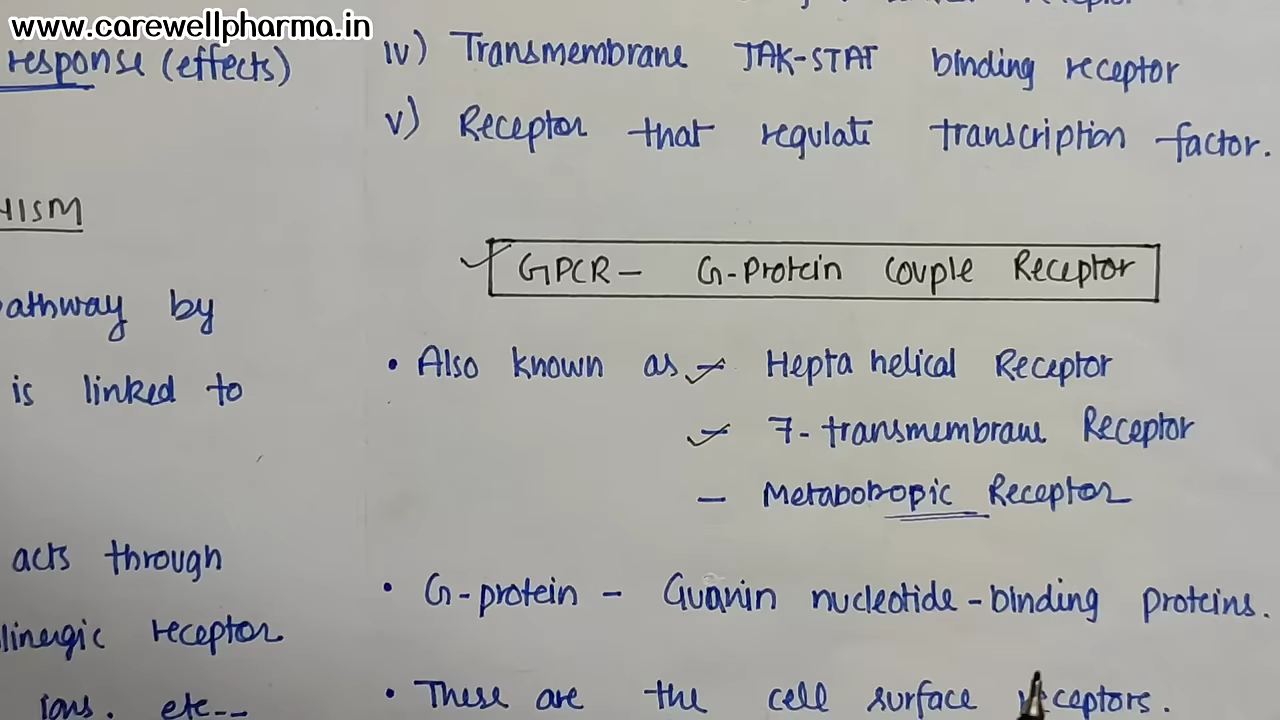 www.carewellpharma.in
response (effects)
HISM
pathway by
is linked to
acts through
linergic receptor
ions. etc--
iv) Transmembrane JAK-STAT binding receptor
v) Receptor that regulate transcription factor.
GPCR - G-Protein Couple Receptor
• Also known as - Hepta helical Receptor
- 7-transmembrane Receptor
- Metabotropic Receptor
• G-protein - Guanin nucleotide-binding proteins.
• These are the cell surface receptors.